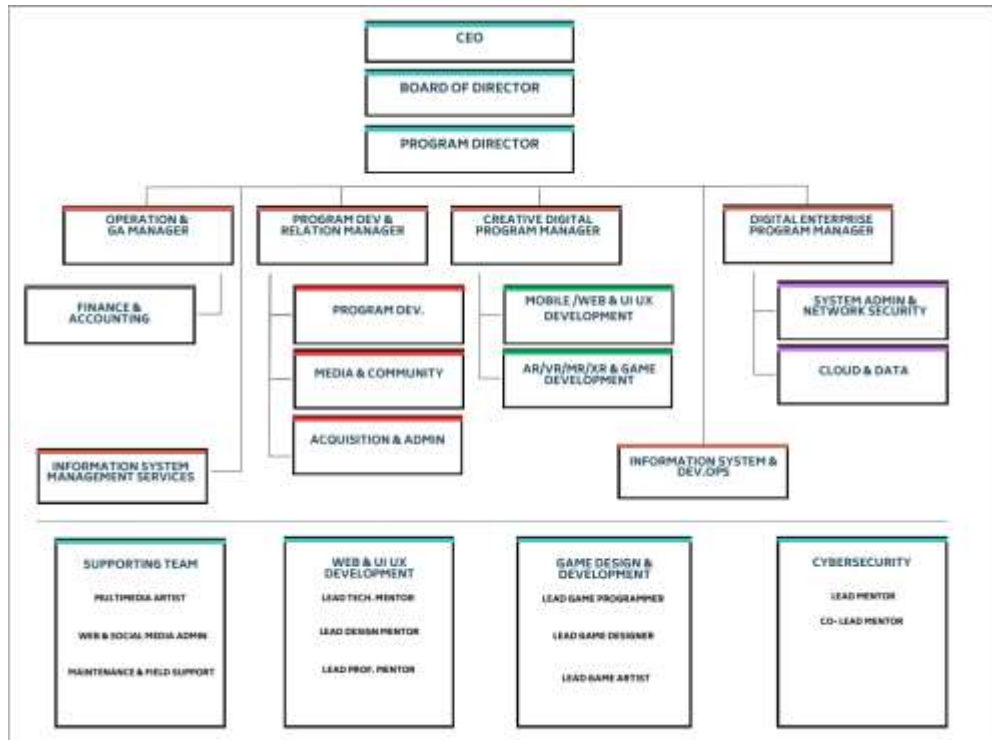 CEO
BOARD OF DIRECTOR
PROGRAM DIRECTOR
OPERATION &
GA MANAGER
PROGRAM DEV &
RELATION MANAGER
CREATIVE DIGITAL
PROGRAM MANAGER
DIGITAL ENTERPRISE
PROGRAM MANAGER
FINANCE &
ACCOUNTING
PROGRAM DEV.
MOBILE /WEB & UI UX
DEVELOPMENT
SYSTEM ADMIN &
NETWORK SECURITY
MEDIA & COMMUNITY
AR/VR/MR/XR & GAME
DEVELOPMENT
CLOUD & DATA
ACQUISITION & ADMIN
INFORMATION SYSTEM
MANAGEMENT SERVICES
INFORMATION SYSTEM &
DEV.OPS
SUPPORTING TEAM
MULTIMEDIA ARTIST
WEB & SOCIAL MEDIA ADMIN
MAINTENANCE & FIELD SUPPORT
WEB & UI UX
DEVELOPMENT
LEAD TECH. MENTOR
LEAD DESIGN MENTOR
LEAD PROF. MENTOR
GAME DESIGN &
DEVELOPMENT
LEAD GAME PROGRAMMER
LEAD GAME DESIGNER
LEAD GAME ARTIST
CYBERSECURITY
LEAD MENTOR
CO- LEAD MENTOR